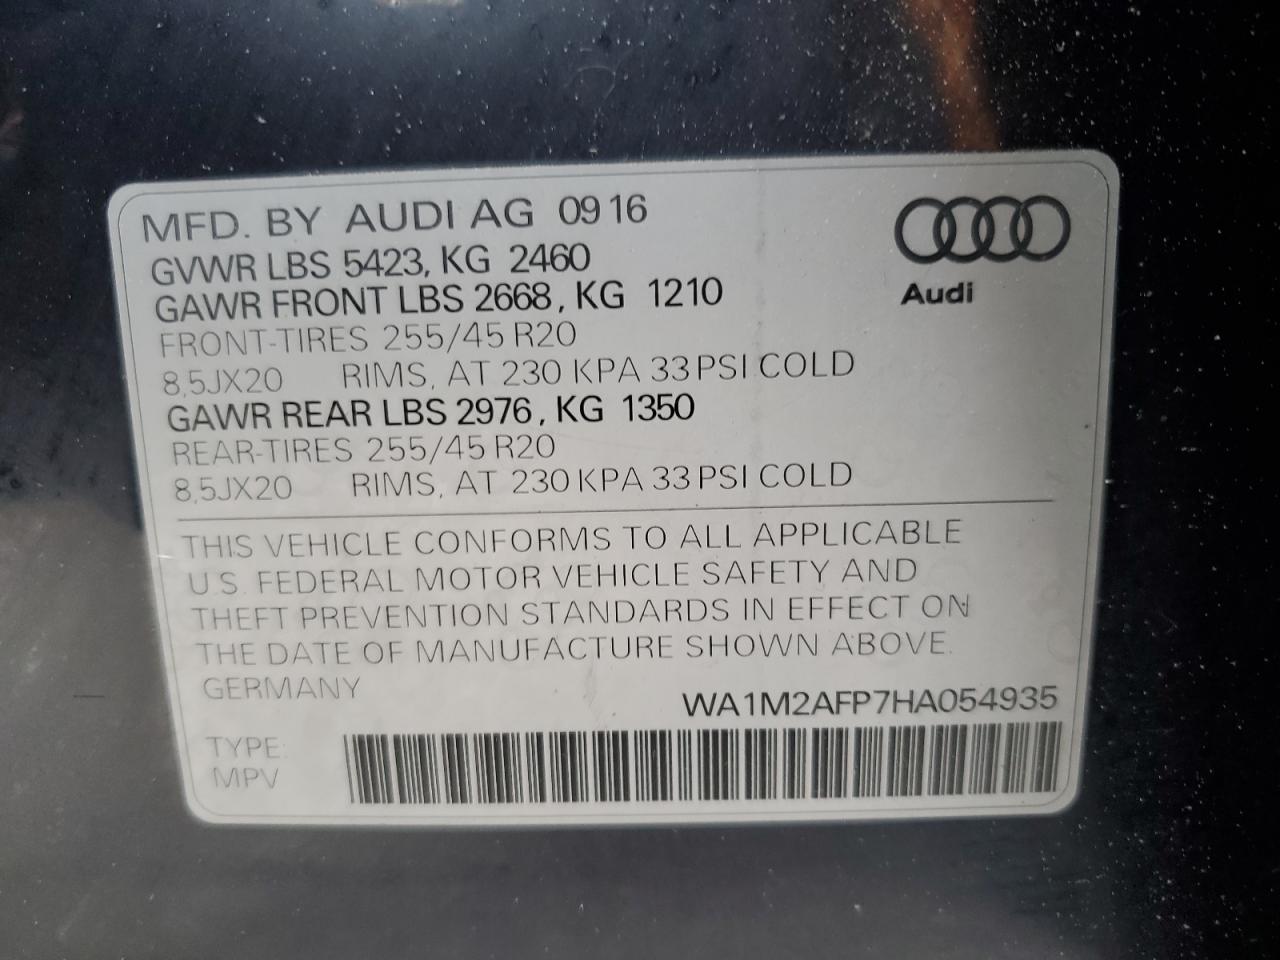 MFD. BY AUDI AG 09 16
GVWR LBS 5423, KG 2460
GAWR FRONT LBS 2668, KG 1210
FRONT-TIRES 255/45 R20
8,5JX20 RIMS, AT 230 KPA 33 PSI COLD
GAWR REAR LBS 2976, KG 1350
REAR-TIRES 255/45 R20
8,5JX20 RIMS, AT 230 KPA 33 PSI COLD
Audi
THIS VEHICLE CONFORMS TO ALL APPLICABLE
U.S. FEDERAL MOTOR VEHICLE SAFETY AND
THEFT PREVENTION STANDARDS IN EFFECT ON
THE DATE OF MANUFACTURE SHOWN ABOVE.
GERMANY
WA1M2AFP7HA054935
TYPE:
MPV